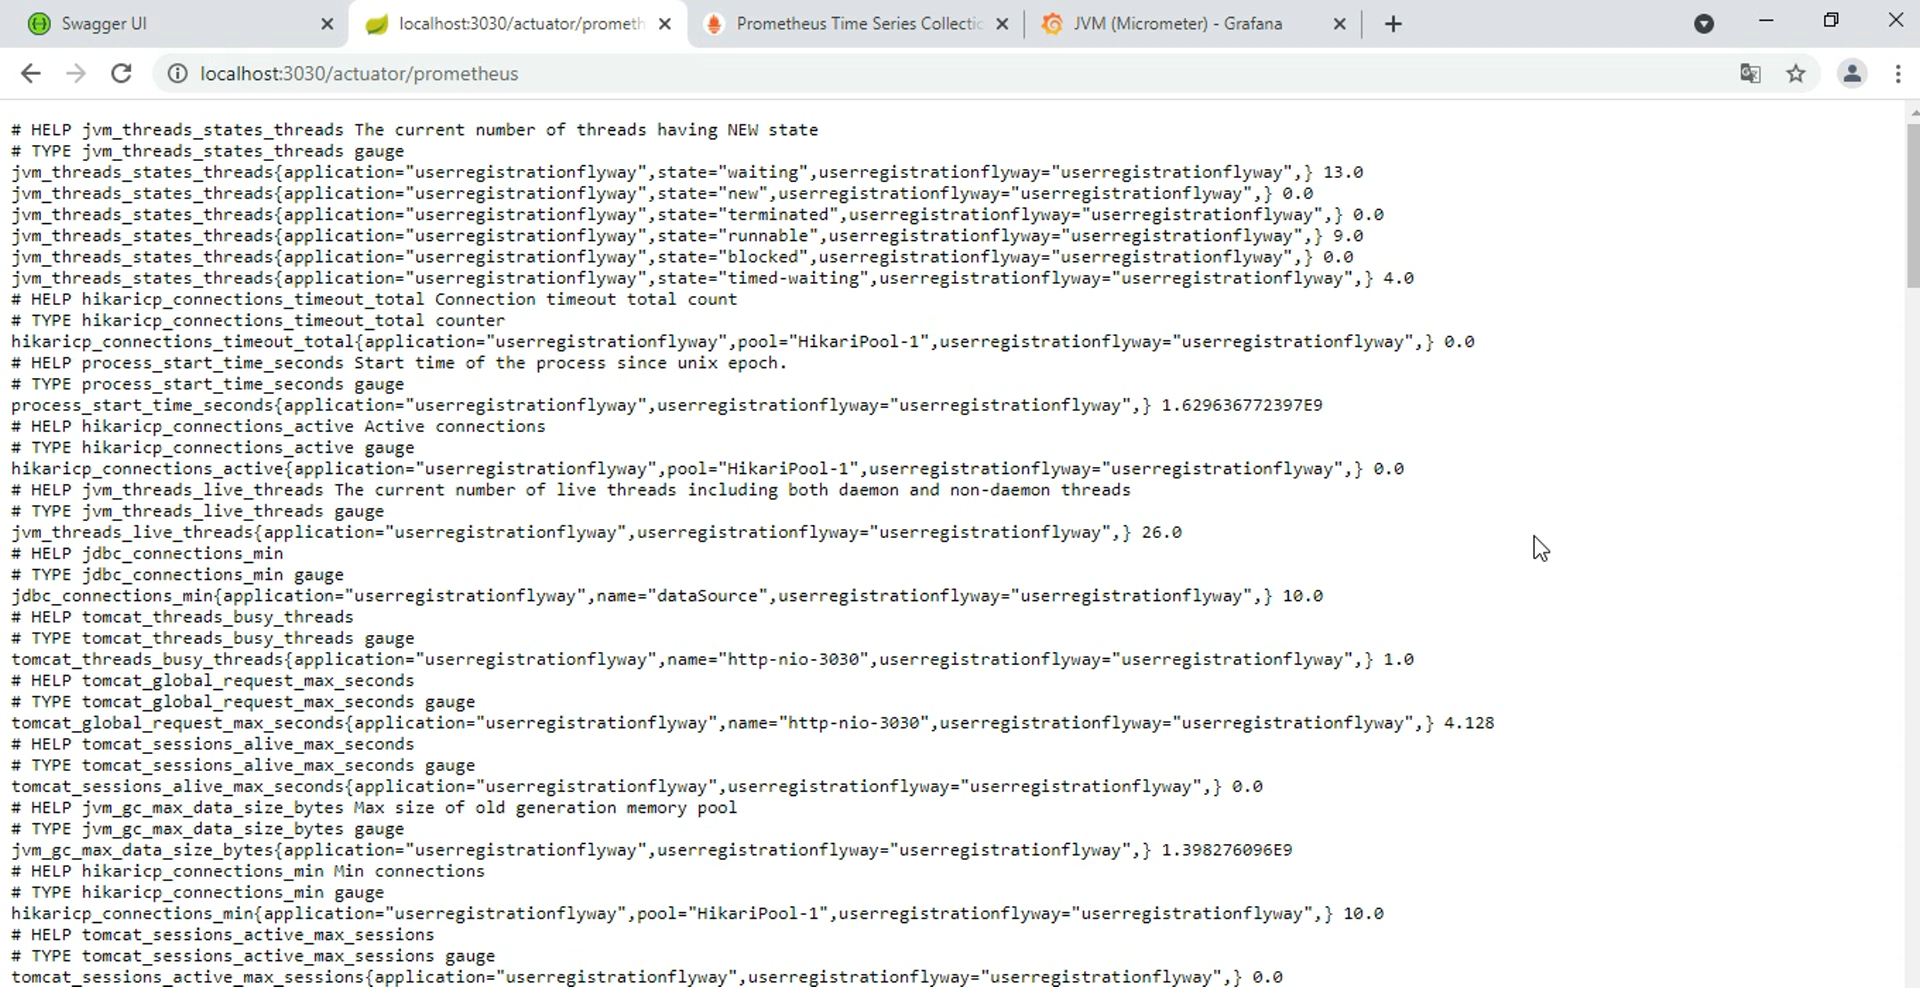 Swagger UI
localhost:3030/actuator/prometh
Prometheus Time Series Collectic
JVM (Micrometer) - Grafana
localhost:3030/actuator/prometheus
# HELP jvm_threads_states_threads The current number of threads having NEW state
# TYPE jvm_threads_states_threads gauge
jvm_threads_states_threads{application="userregistrationflyway",state="waiting",userregistrationflyway="userregistrationflyway",} 13.0
jvm_threads_states_threads{application="userregistrationflyway",state="new",userregistrationflyway="userregistrationflyway",} 0.0
jvm_threads_states_threads{application="userregistrationflyway",state="terminated",userregistrationflyway="userregistrationflyway",} 0.0
jvm_threads_states_threads{application="userregistrationflyway",state="runnable",userregistrationflyway="userregistrationflyway",} 9.0
jvm_threads_states_threads{application="userregistrationflyway",state="blocked",userregistrationflyway="userregistrationflyway",} 0.0
jvm_threads_states_threads{application="userregistrationflyway",state="timed-waiting",userregistrationflyway="userregistrationflyway",} 4.0
# HELP hikaricp_connections_timeout_total Connection timeout total count
# TYPE hikaricp_connections_timeout_total counter
hikaricp_connections_timeout_total{application="userregistrationflyway",pool="HikariPool-1",userregistrationflyway="userregistrationflyway",} 0.0
# HELP process_start_time_seconds Start time of the process since unix epoch.
# TYPE process_start_time_seconds gauge
process_start_time_seconds{application="userregistrationflyway",userregistrationflyway="userregistrationflyway",} 1.629636772397E9
# HELP hikaricp_connections_active Active connections
# TYPE hikaricp_connections_active gauge
hikaricp_connections_active{application="userregistrationflyway",pool="HikariPool-1",userregistrationflyway="userregistrationflyway",} 0.0
# HELP jvm_threads_live_threads The current number of live threads including both daemon and non-daemon threads
# TYPE jvm_threads_live_threads gauge
jvm_threads_live_threads{application="userregistrationflyway",userregistrationflyway="userregistrationflyway",} 26.0
# HELP jdbc_connections_min
# TYPE jdbc_connections_min gauge
jdbc_connections_min{application="userregistrationflyway",name="dataSource",userregistrationflyway="userregistrationflyway",} 10.0
# HELP tomcat_threads_busy_threads
# TYPE tomcat_threads_busy_threads gauge
tomcat_threads_busy_threads{application="userregistrationflyway",name="http-nio-3030",userregistrationflyway="userregistrationflyway",} 1.0
# HELP tomcat_global_request_max_seconds
# TYPE tomcat_global_request_max_seconds gauge
tomcat_global_request_max_seconds{application="userregistrationflyway",name="http-nio-3030",userregistrationflyway="userregistrationflyway",} 4.128
# HELP tomcat_sessions_alive_max_seconds
# TYPE tomcat_sessions_alive_max_seconds gauge
tomcat_sessions_alive_max_seconds{application="userregistrationflyway",userregistrationflyway="userregistrationflyway",} 0.0
# HELP jvm_gc_max_data_size_bytes Max size of old generation memory pool
# TYPE jvm_gc_max_data_size_bytes gauge
jvm_gc_max_data_size_bytes{application="userregistrationflyway",userregistrationflyway="userregistrationflyway",} 1.398276096E9
# HELP hikaricp_connections_min Min connections
# TYPE hikaricp_connections_min gauge
hikaricp_connections_min{application="userregistrationflyway",pool="HikariPool-1",userregistrationflyway="userregistrationflyway",} 10.0
# HELP tomcat_sessions_active_max_sessions
# TYPE tomcat_sessions_active_max_sessions gauge
tomcat_sessions_active_max_sessions{application="userregistrationflyway",userregistrationflyway="userregistrationflyway",} 0.0